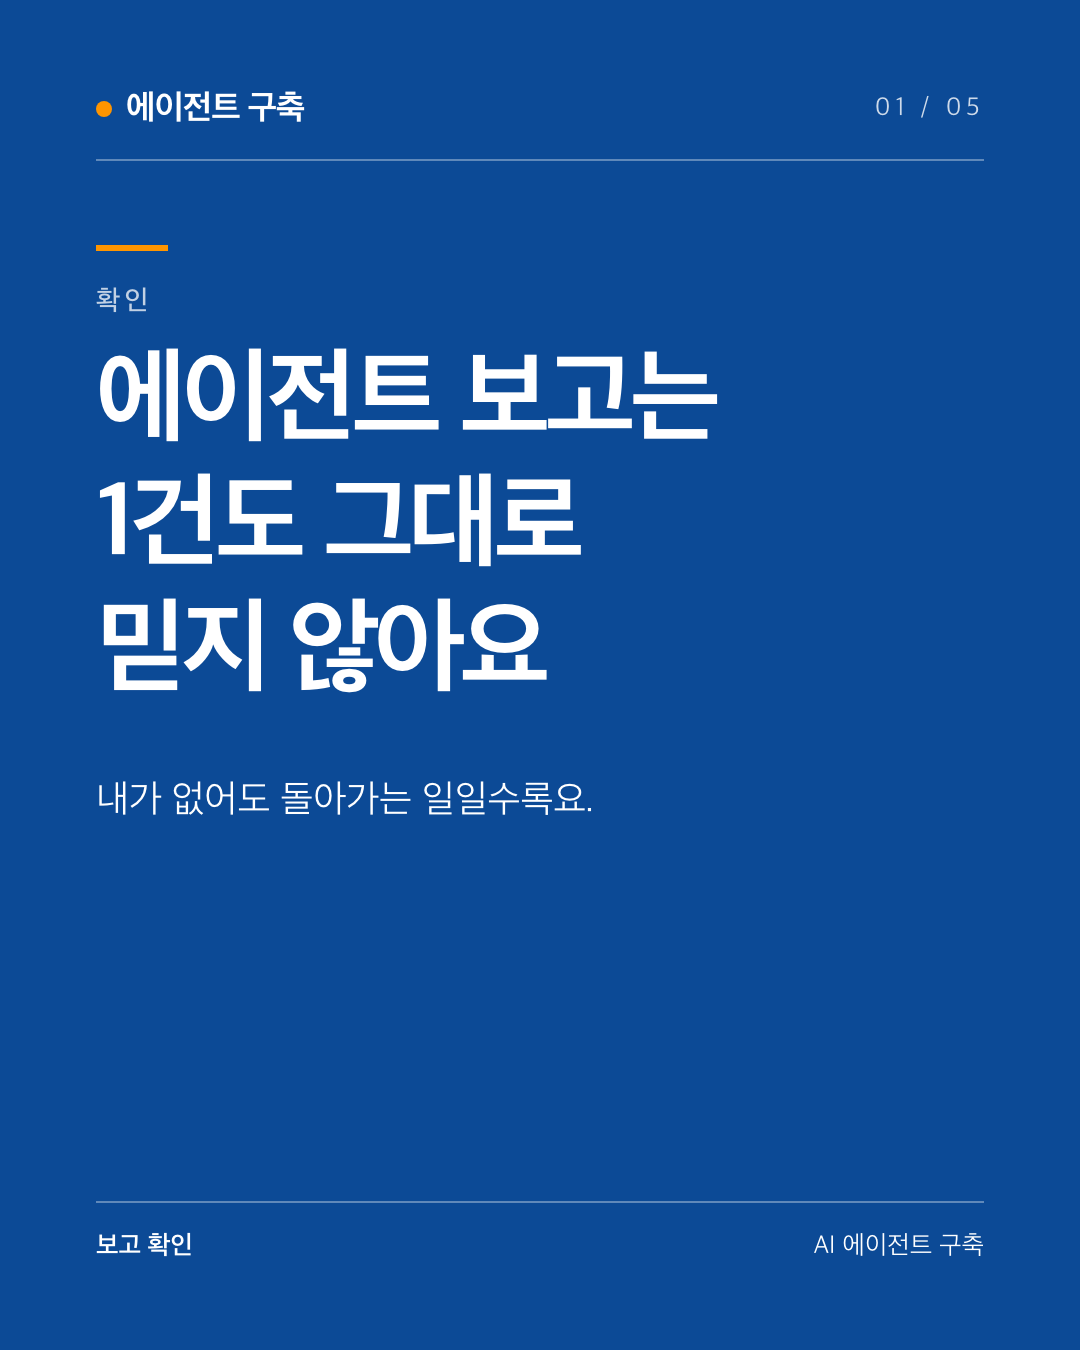 에이전트 구축
01 / 05
확인
에이전트 보고는
1건도 그대로
믿지 않아요
내가 없어도 돌아가는 일일수록요.
보고 확인
AI 에이전트 구축